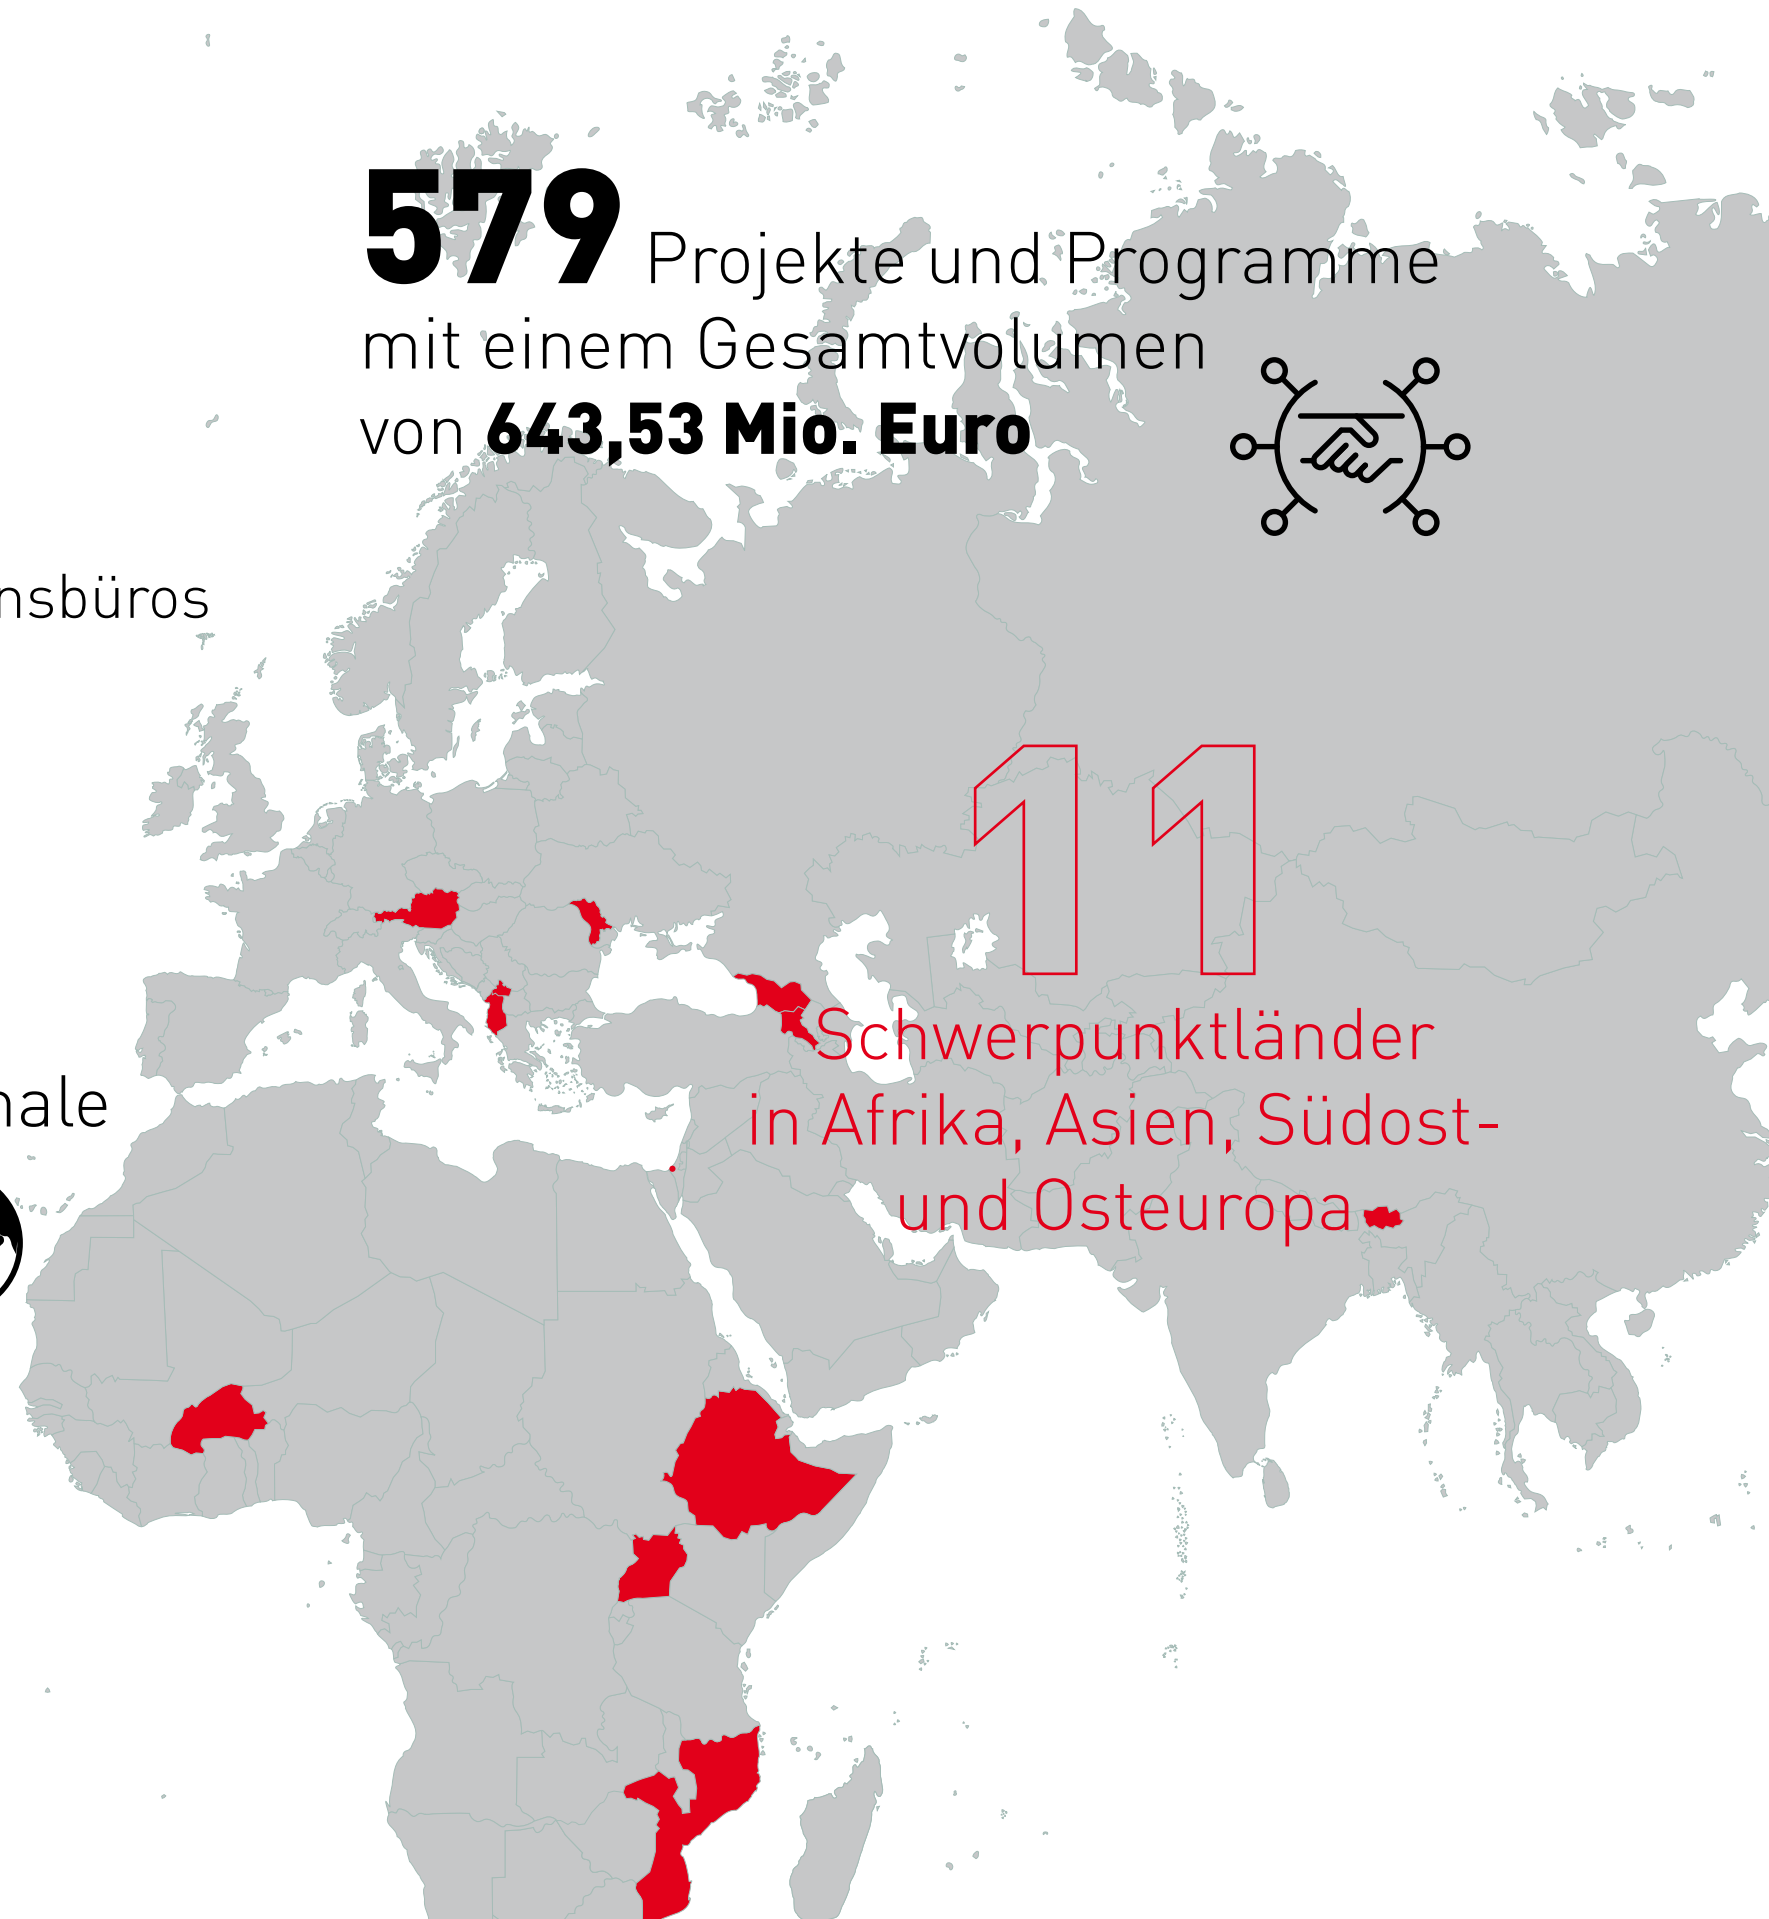 579 Projekte und Programme
mit einem Gesamtvolumen
von 643,53 Mio. Euro
nsbüros
11
Schwerpunktländer
in Afrika, Asien, Südost-
und Osteuropa
nale